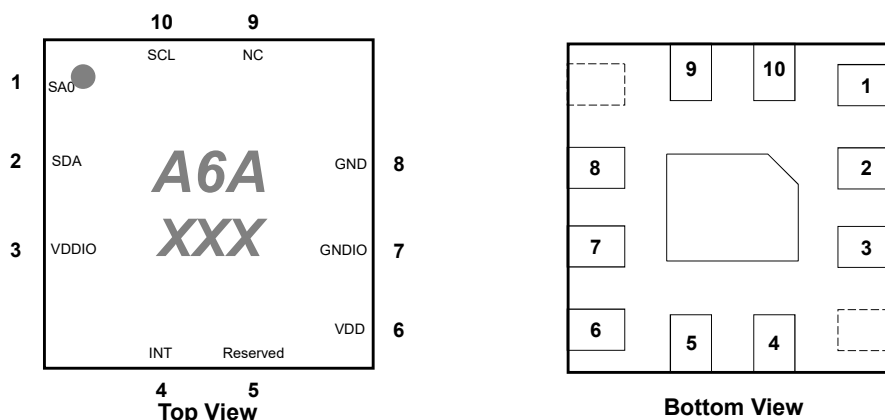 10 9
SCL NC
1 SA0
2 SDA A6A GND 8
XXX
3 VDDIO GNDIO 7
VDD 6
INT Reserved
4 5
Top View
9 10
1
8 2
7 3
6
5 4
Bottom View